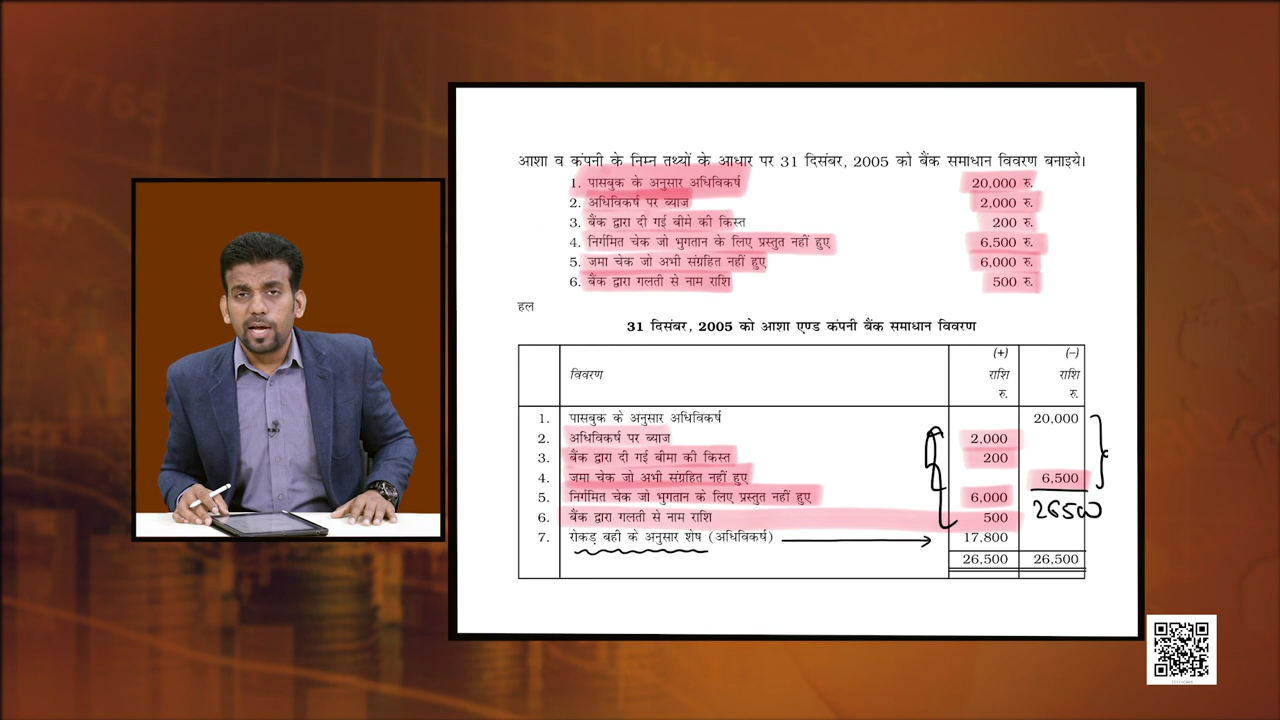 आशा व कंपनी के निम्न तथ्यों के आधार पर 31 दिसंबर, 2005 को बैंक समाधान विवरण बनाइये।
1. पासबुक के अनुसार अधिविकर्ष 20,000 रु.
2. अधिविकर्ष पर ब्याज 2,000 रु.
3. बैंक द्वारा दी गई बीमे की किस्त 200 रु.
4. निर्गमित चेक जो भुगतान के लिए प्रस्तुत नहीं हुए 6,500 रु.
5. जमा चेक जो अभी संग्रहित नहीं हुए 6,000 रु.
6. बैंक द्वारा गलती से नाम राशि 500 रु.
हल
31 दिसंबर, 2005 को आशा एण्ड कंपनी बैंक समाधान विवरण
(+) (–)
विवरण राशि राशि
रु. रु.
1. पासबुक के अनुसार अधिविकर्ष 20,000
2. अधिविकर्ष पर ब्याज 2,000
3. बैंक द्वारा दी गई बीमा की किस्त 200
4. जमा चेक जो अभी संग्रहित नहीं हुए 6,500
5. निर्गमित चेक जो भुगतान के लिए प्रस्तुत नहीं हुए 6,000
26500
6. बैंक द्वारा गलती से नाम राशि 500
7. रोकड़ बही के अनुसार शेष (अधिविकर्ष) 17,800
26,500 26,500